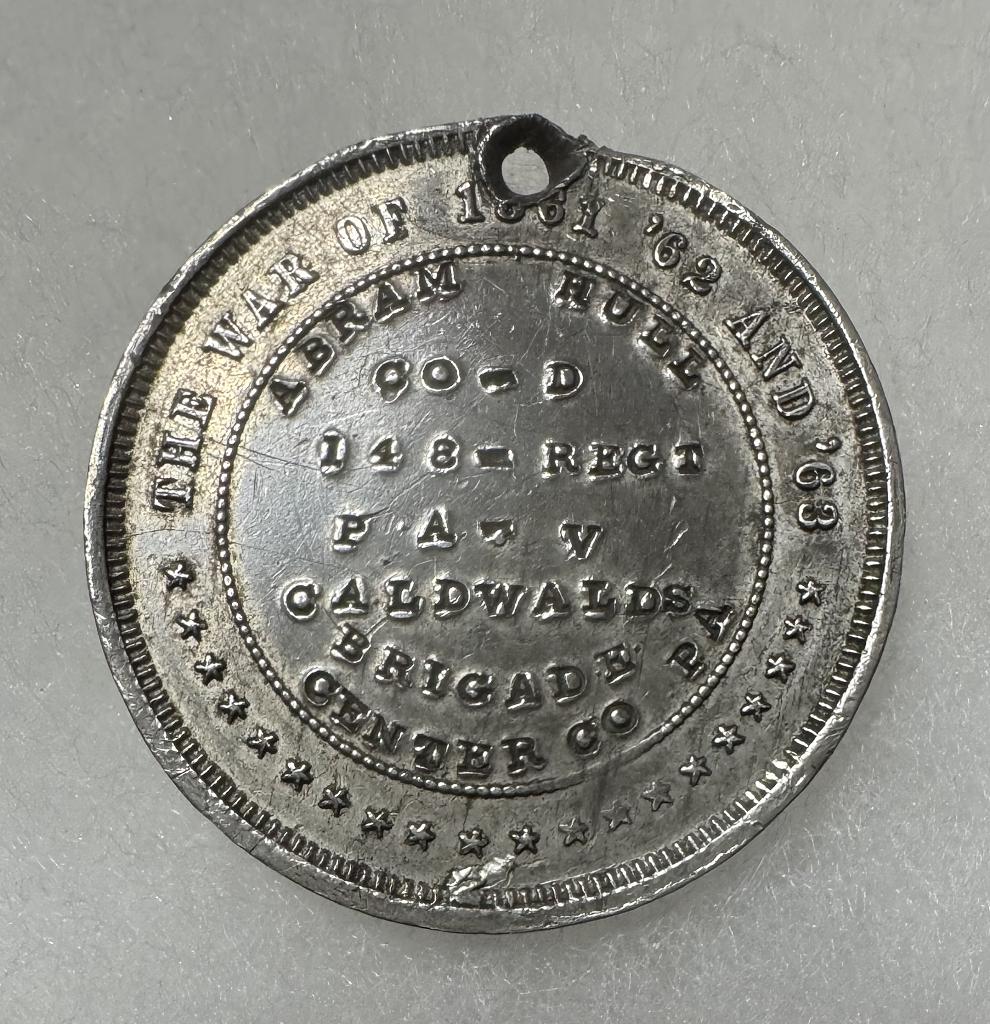 THE WAR OF 1861 '62 AND '63
ABRAM HULL
CO - D
148 - REGT
P A - V
CALDWALDS
BRIGADE
CENTER CO PA